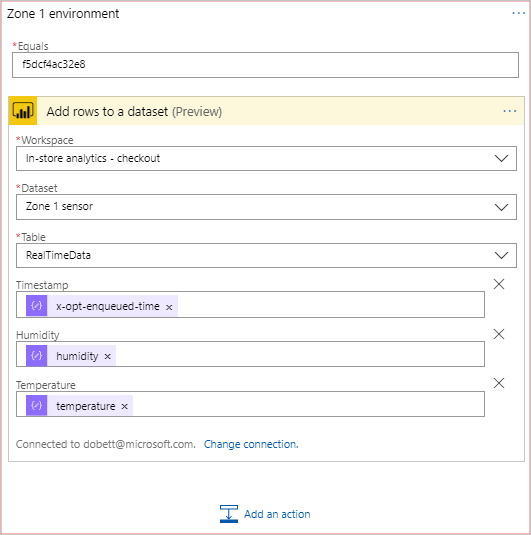 Zone 1 environment
*Equals
f5dcf4ac32e8
Add rows to a dataset (Preview)
*Workspace
In-store analytics - checkout
*Dataset
Zone 1 sensor
*Table
RealTimeData
Timestamp
x-opt-enqueued-time
Humidity
humidity
Temperature
temperature
Connected to dobett@microsoft.com. Change connection.
Add an action